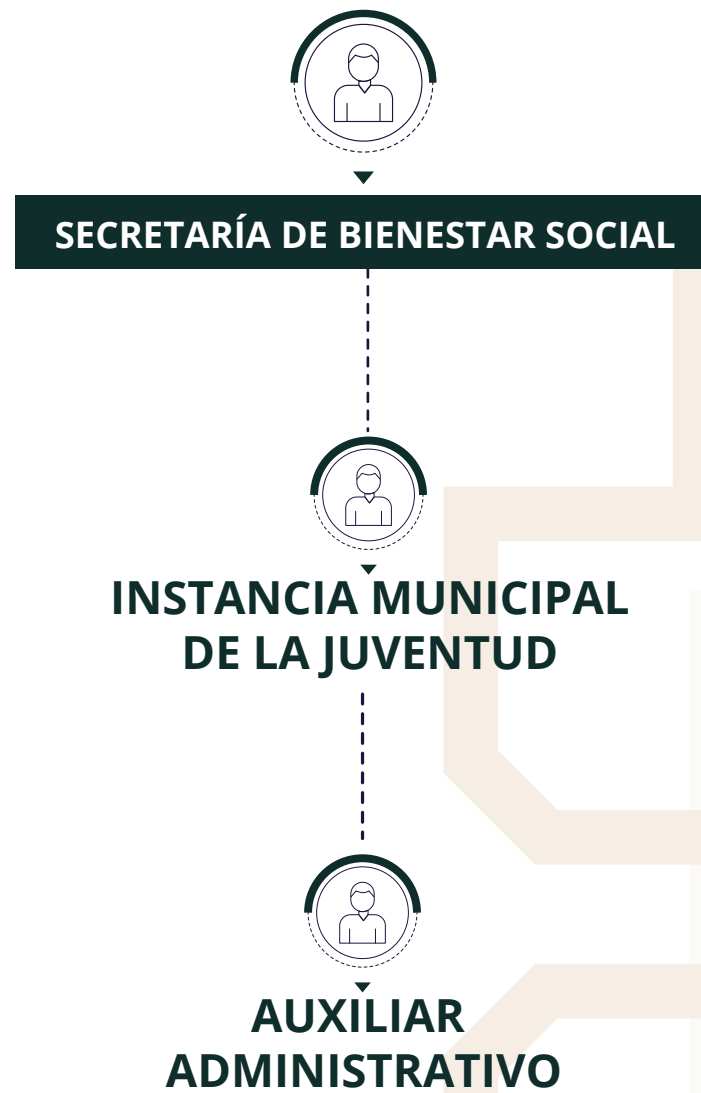 SECRETARÍA DE BIENESTAR SOCIAL
INSTANCIA MUNICIPAL
DE LA JUVENTUD
AUXILIAR
ADMINISTRATIVO